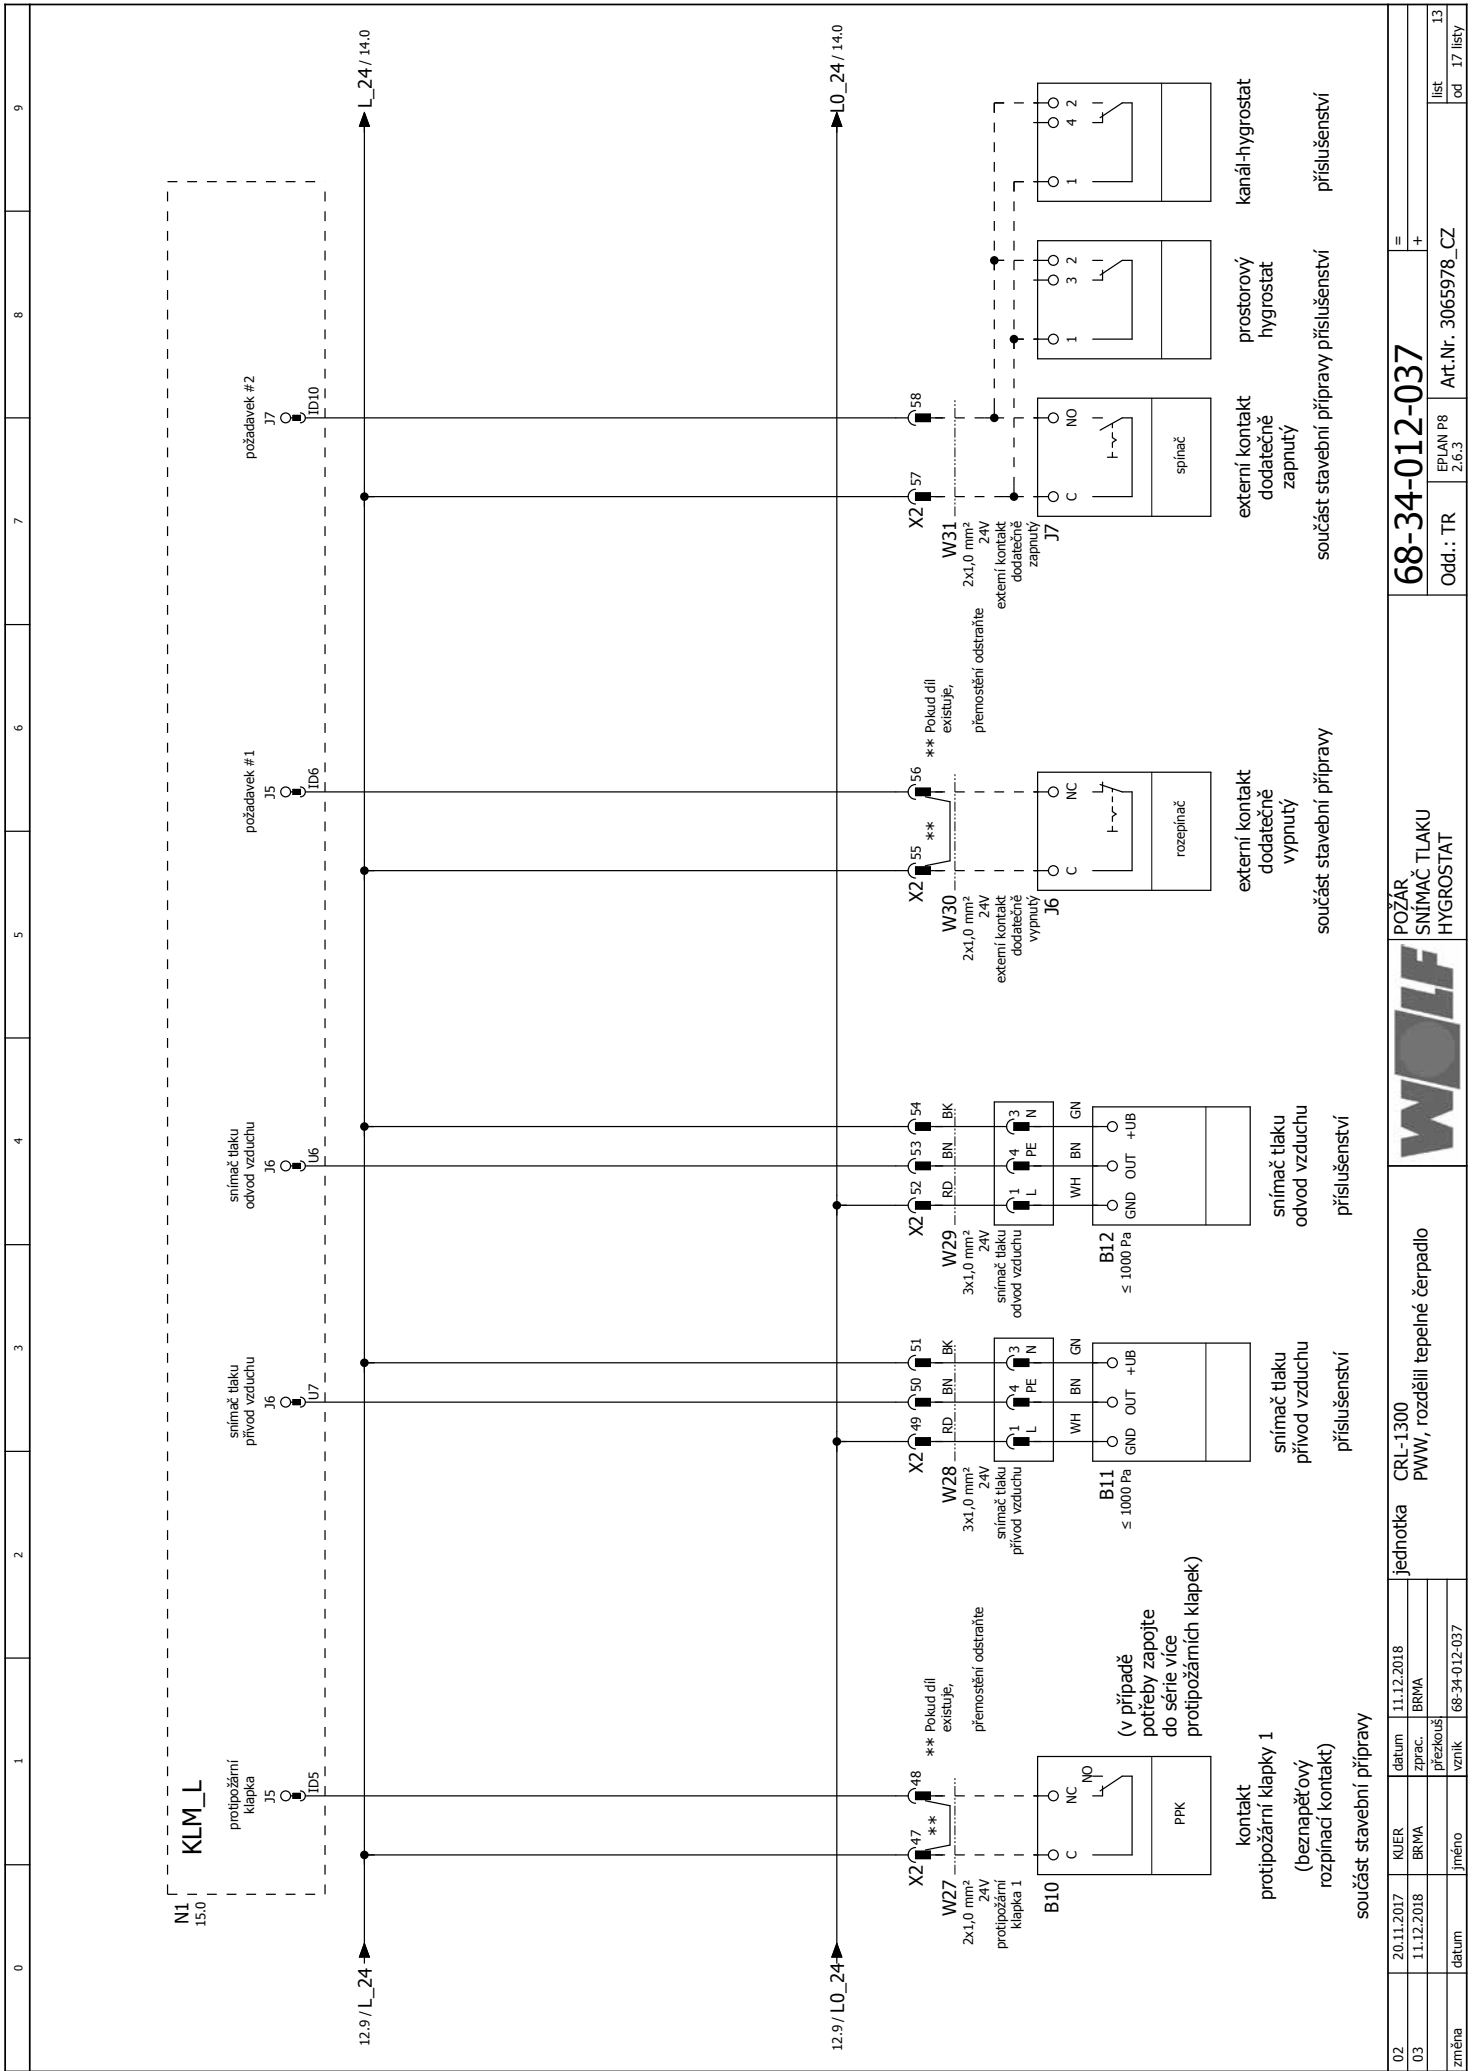 0 1 2 3 4 5 6 7 8 9
N1
15.0
KLM_L
protipožární
klapka
J5
ID5
snímač tlaku
přívod vzduchu
J6
U7
snímač tlaku
odvod vzduchu
J6
U6
požadavek #1
J5
ID6
požadavek #2
J7
ID10
12.9 / L_24
L_24 / 14.0
12.9 / L0_24
L0_24 / 14.0
X2 47 48
**
** Pokud díl
existuje,
přemostění odstraňte
W27
2x1,0 mm²
24V
protipožární
klapka 1
B10
C NC NO
PPK
(v případě
potřeby zapojte
do série více
protipožárních klapek)
kontakt
protipožární klapky 1
(beznapěťový
rozpínací kontakt)
součást stavební přípravy
X2 49 50 51
RD BN BK
W28
3x1,0 mm²
24V
snímač tlaku
přívod vzduchu
1 4 3
L PE N
WH BN GN
B11
≤ 1000 Pa
GND OUT +UB
snímač tlaku
přívod vzduchu
příslušenství
X2 52 53 54
RD BN BK
W29
3x1,0 mm²
24V
snímač tlaku
odvod vzduchu
1 4 3
L PE N
WH BN GN
B12
≤ 1000 Pa
GND OUT +UB
snímač tlaku
odvod vzduchu
příslušenství
X2 55 56
**
** Pokud díl
existuje,
přemostění odstraňte
W30
2x1,0 mm²
24V
externí kontakt
dodatečně
vypnutý
J6
C NC
rozepínač
externí kontakt
dodatečně
vypnutý
součást stavební přípravy
X2 57 58
W31
2x1,0 mm²
24V
externí kontakt
dodatečně
zapnutý
J7
C NO
spínač
externí kontakt
dodatečně
zapnutý
součást stavební přípravy
1 3 2
prostorový
hygrostat
příslušenství
1 4 2
kanál-hygrostat
příslušenství
02 20.11.2017 KUER datum 11.12.2018
03 11.12.2018 BRMA zprac. BRMA
přezkouš.
změna datum jméno vznik 68-34-012-037
jednotka CRL-1300
PWW, rozdělil tepelné čerpadlo
WOLF
POŽÁR
SNÍMAČ TLAKU
HYGROSTAT
68-34-012-037
=
+
Odd.: TR
EPLAN P8
2.6.3
Art.Nr. 3065978_CZ
list 13
od 17 listy